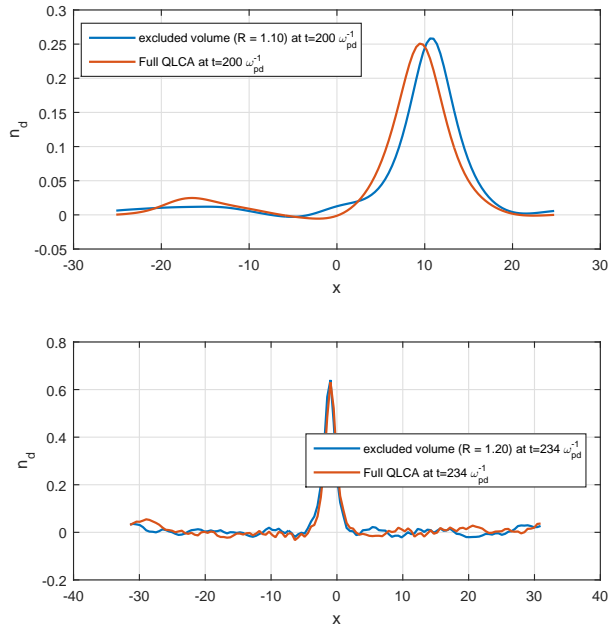 0.3
0.25
0.2
0.15
0.1
0.05
0
-0.05
n_d
excluded volume (R = 1.10) at t=200 ω_pd^-1
Full QLCA at t=200 ω_pd^-1
-30 -20 -10 0 10 20 30
x
0.8
0.6
0.4
0.2
0
-0.2
n_d
excluded volume (R = 1.20) at t=234 ω_pd^-1
Full QLCA at t=234 ω_pd^-1
-40 -30 -20 -10 0 10 20 30 40
x